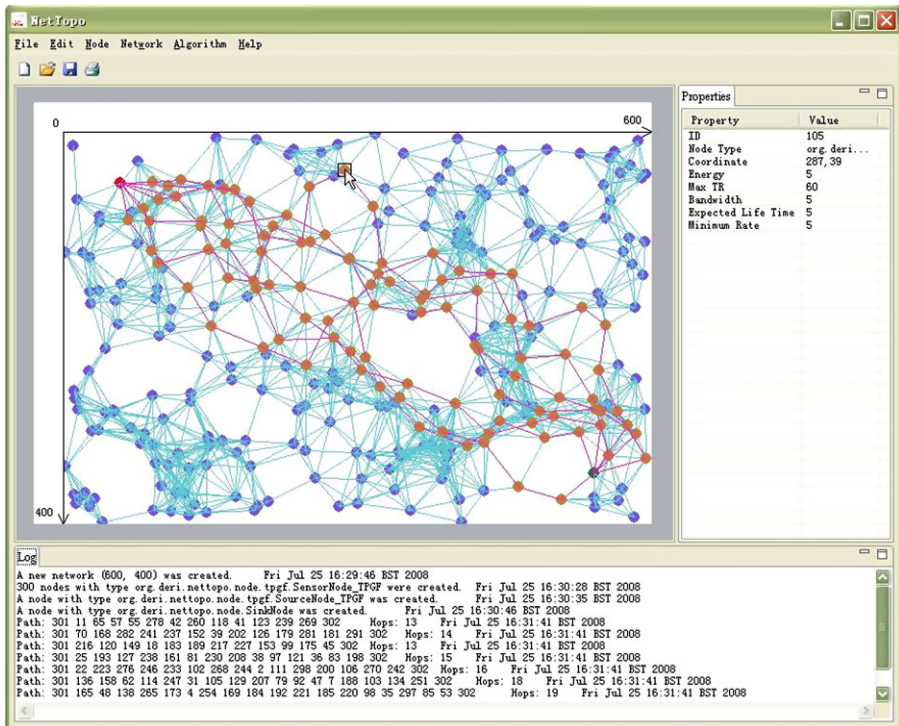 NetTopo
File Edit Node Network Algorithm Help
0
600
400
Properties
Property Value
ID 105
Node Type org.deri...
Coordinate 287,39
Energy 5
Max TR 60
Bandwidth 5
Expected Life Time 5
Minimum Rate 5
Log
A new network (600, 400) was created. Fri Jul 25 16:29:46 BST 2008
300 nodes with type org.deri.nettopo.node.tpgf.SensorNode_TPGF were created. Fri Jul 25 16:30:28 BST 2008
A node with type org.deri.nettopo.node.tpgf.SourceNode_TPGF was created. Fri Jul 25 16:30:35 BST 2008
A node with type org.deri.nettopo.node.SinkNode was created. Fri Jul 25 16:30:46 BST 2008
Path: 301 11 65 57 55 278 42 260 118 41 123 239 269 302 Hops: 13 Fri Jul 25 16:31:41 BST 2008
Path: 301 70 168 282 241 237 152 39 202 126 179 281 181 291 302 Hops: 14 Fri Jul 25 16:31:41 BST 2008
Path: 301 216 120 149 18 183 189 217 227 153 99 175 45 302 Hops: 13 Fri Jul 25 16:31:41 BST 2008
Path: 301 25 193 127 238 161 81 230 208 38 97 121 36 83 198 302 Hops: 15 Fri Jul 25 16:31:41 BST 2008
Path: 301 22 223 276 246 233 102 268 244 2 111 298 200 106 270 242 302 Hops: 16 Fri Jul 25 16:31:41 BST 2008
Path: 301 136 158 62 114 247 31 105 129 207 79 92 47 7 188 103 134 251 302 Hops: 18 Fri Jul 25 16:31:41 BST 2008
Path: 301 165 48 138 265 173 4 254 169 184 192 221 185 220 98 35 297 85 53 302 Hops: 19 Fri Jul 25 16:31:41 BST 2008